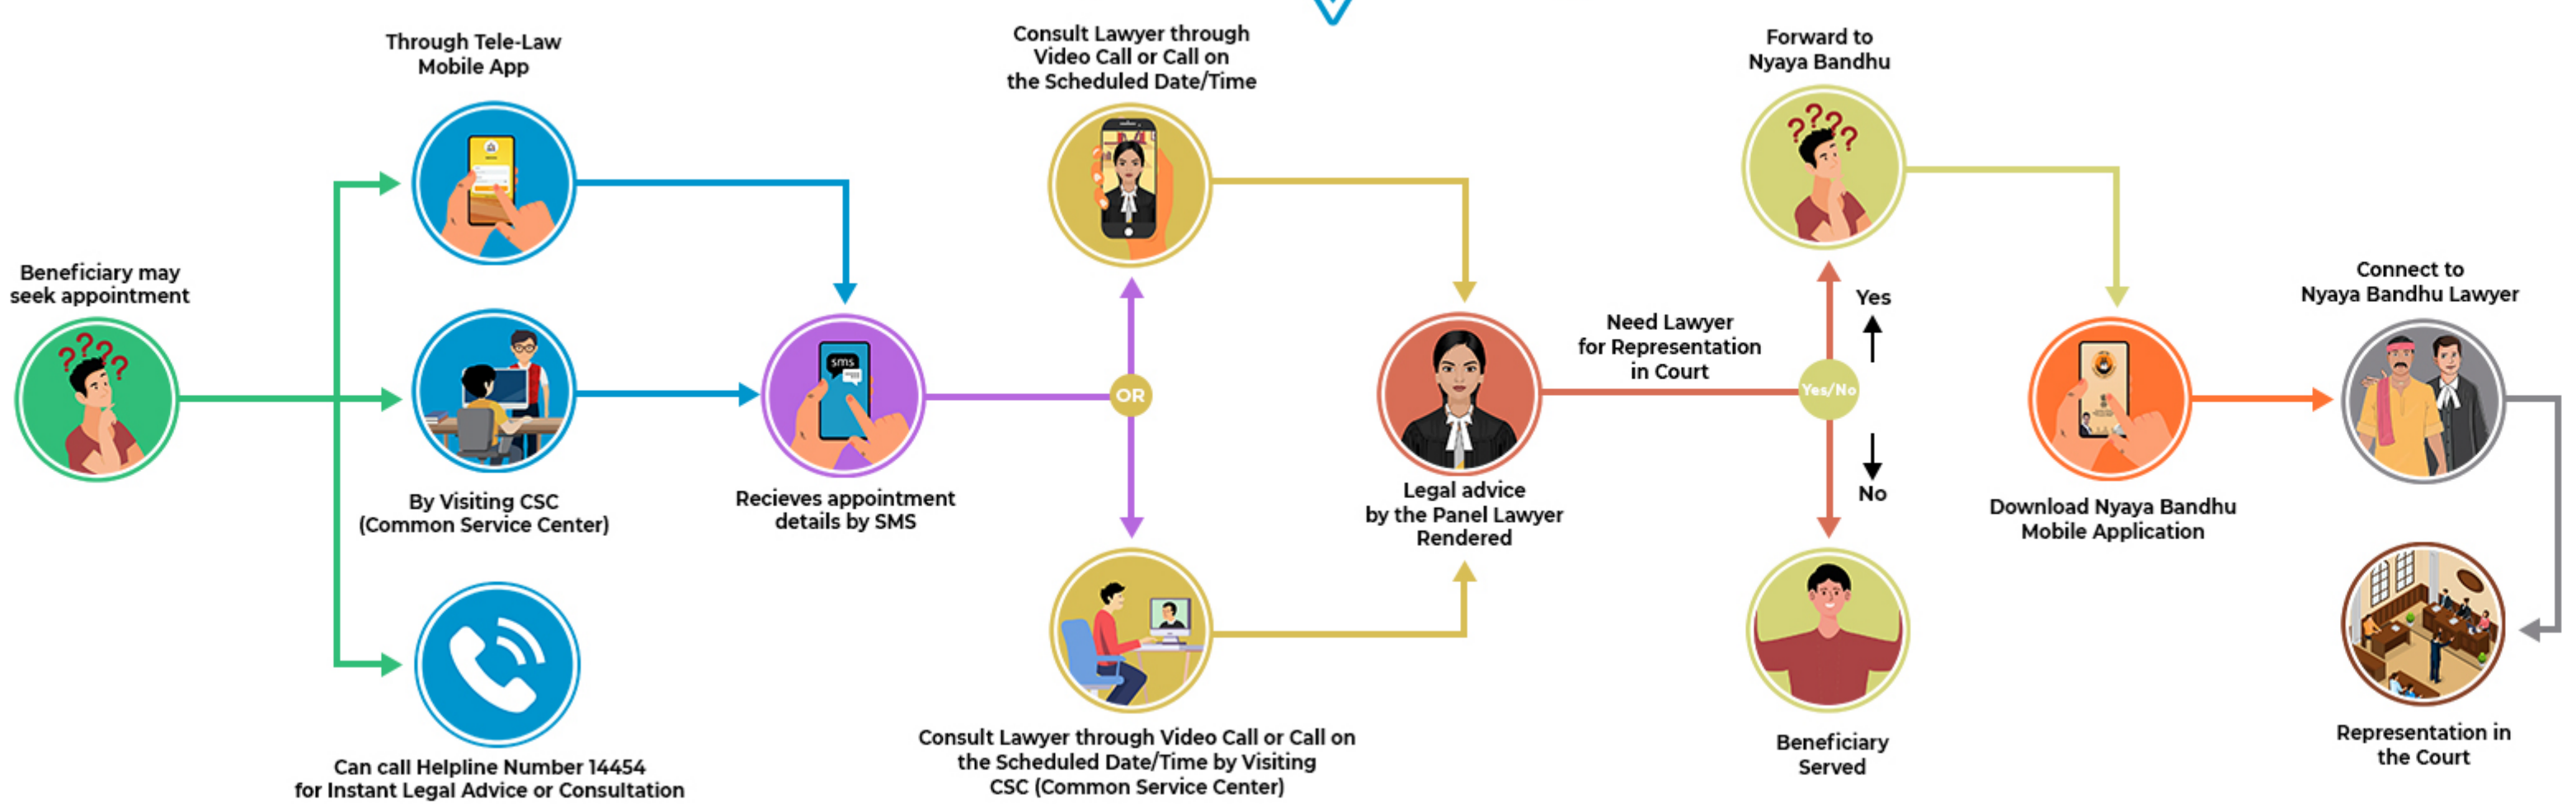 Beneficiary may
seek appointment
Through Tele-Law
Mobile App
By Visiting CSC
(Common Service Center)
Can call Helpline Number 14454
for Instant Legal Advice or Consultation
sms
Recieves appointment
details by SMS
OR
Consult Lawyer through
Video Call or Call on
the Scheduled Date/Time
Consult Lawyer through Video Call or Call on
the Scheduled Date/Time by Visiting
CSC (Common Service Center)
Legal advice
by the Panel Lawyer
Rendered
Need Lawyer
for Representation
in Court
Yes/No
Yes
No
Forward to
Nyaya Bandhu
Beneficiary
Served
Download Nyaya Bandhu
Mobile Application
Connect to
Nyaya Bandhu Lawyer
Representation in
the Court